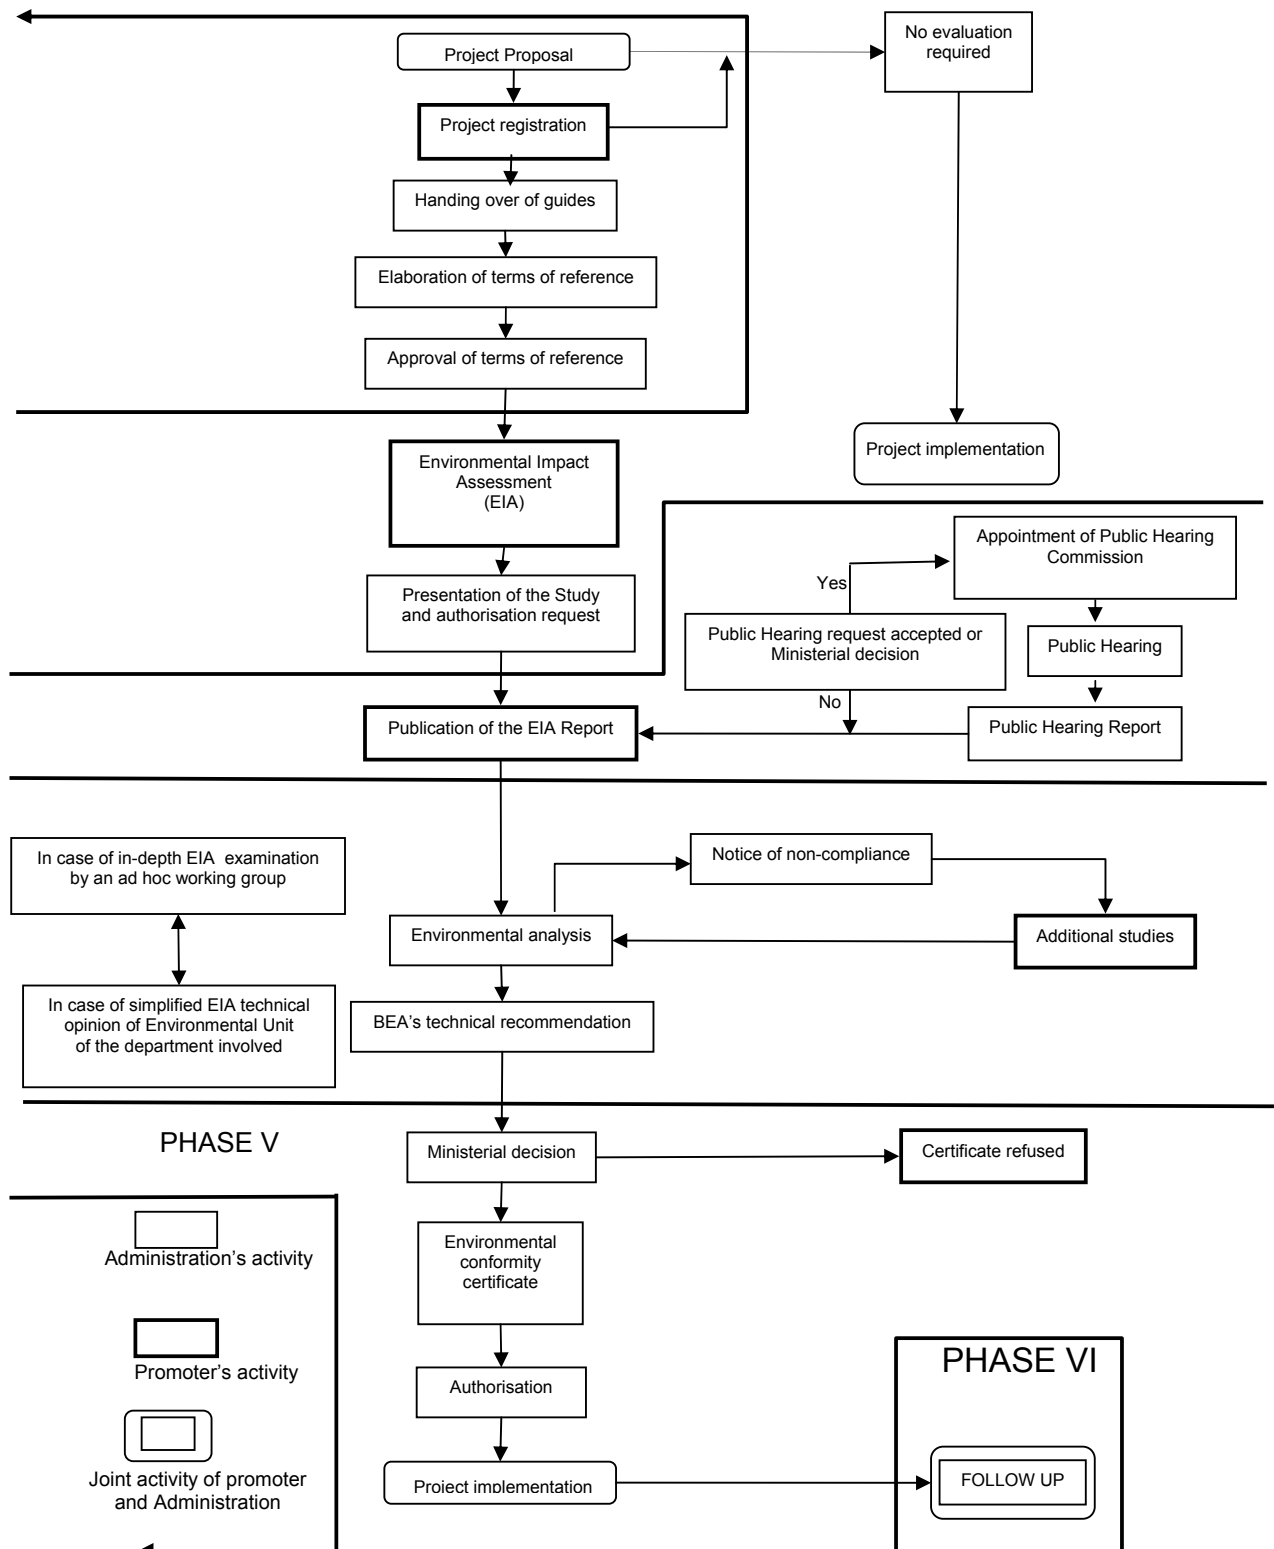 Project Proposal
No evaluation
required
Project registration
Handing over of guides
Elaboration of terms of reference
Approval of terms of reference
Project implementation
Environmental Impact
Assessment
(EIA)
Presentation of the Study
and authorisation request
Appointment of Public Hearing
Commission
Yes
Public Hearing request accepted or
Ministerial decision
No
Public Hearing
Public Hearing Report
Publication of the EIA Report
In case of in-depth EIA examination
by an ad hoc working group
Notice of non-compliance
Environmental analysis
Additional studies
In case of simplified EIA technical
opinion of Environmental Unit
of the department involved
BEA's technical recommendation
PHASE V
Ministerial decision
Certificate refused
Environmental
conformity
certificate
Administration's activity
Promoter's activity
Authorisation
PHASE VI
Joint activity of promoter
and Administration
Project implementation
FOLLOW UP